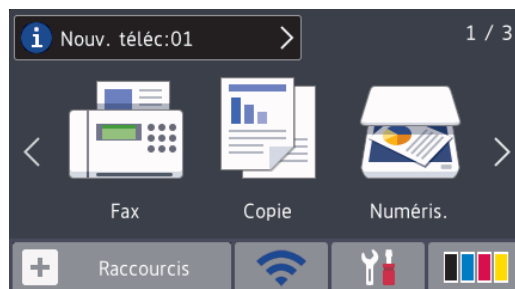 Nouv. téléc:01
1 / 3
Fax
Copie
Numéris.
Raccourcis